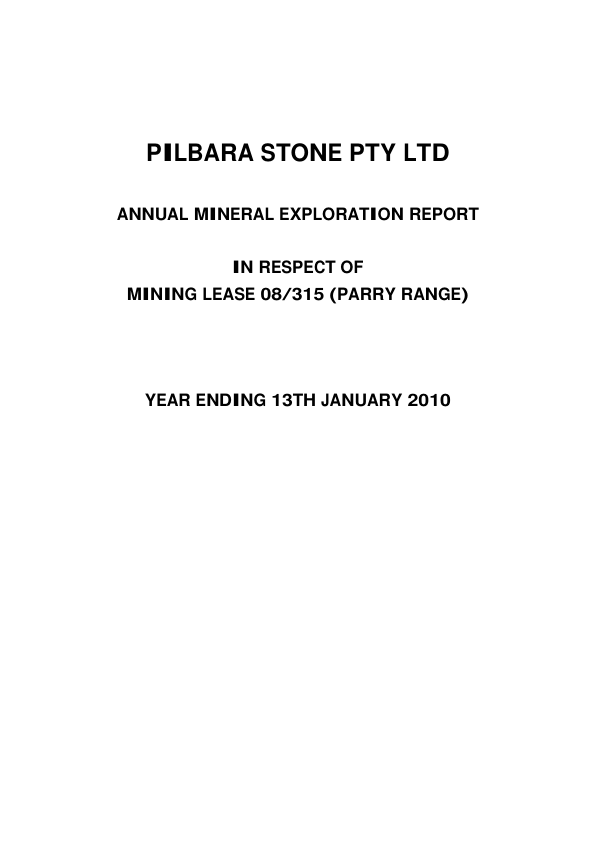 PILBARA STONE PTY LTD
ANNUAL MINERAL EXPLORATION REPORT
IN RESPECT OF
MINING LEASE 08/315 (PARRY RANGE)
YEAR ENDING 13TH JANUARY 2010